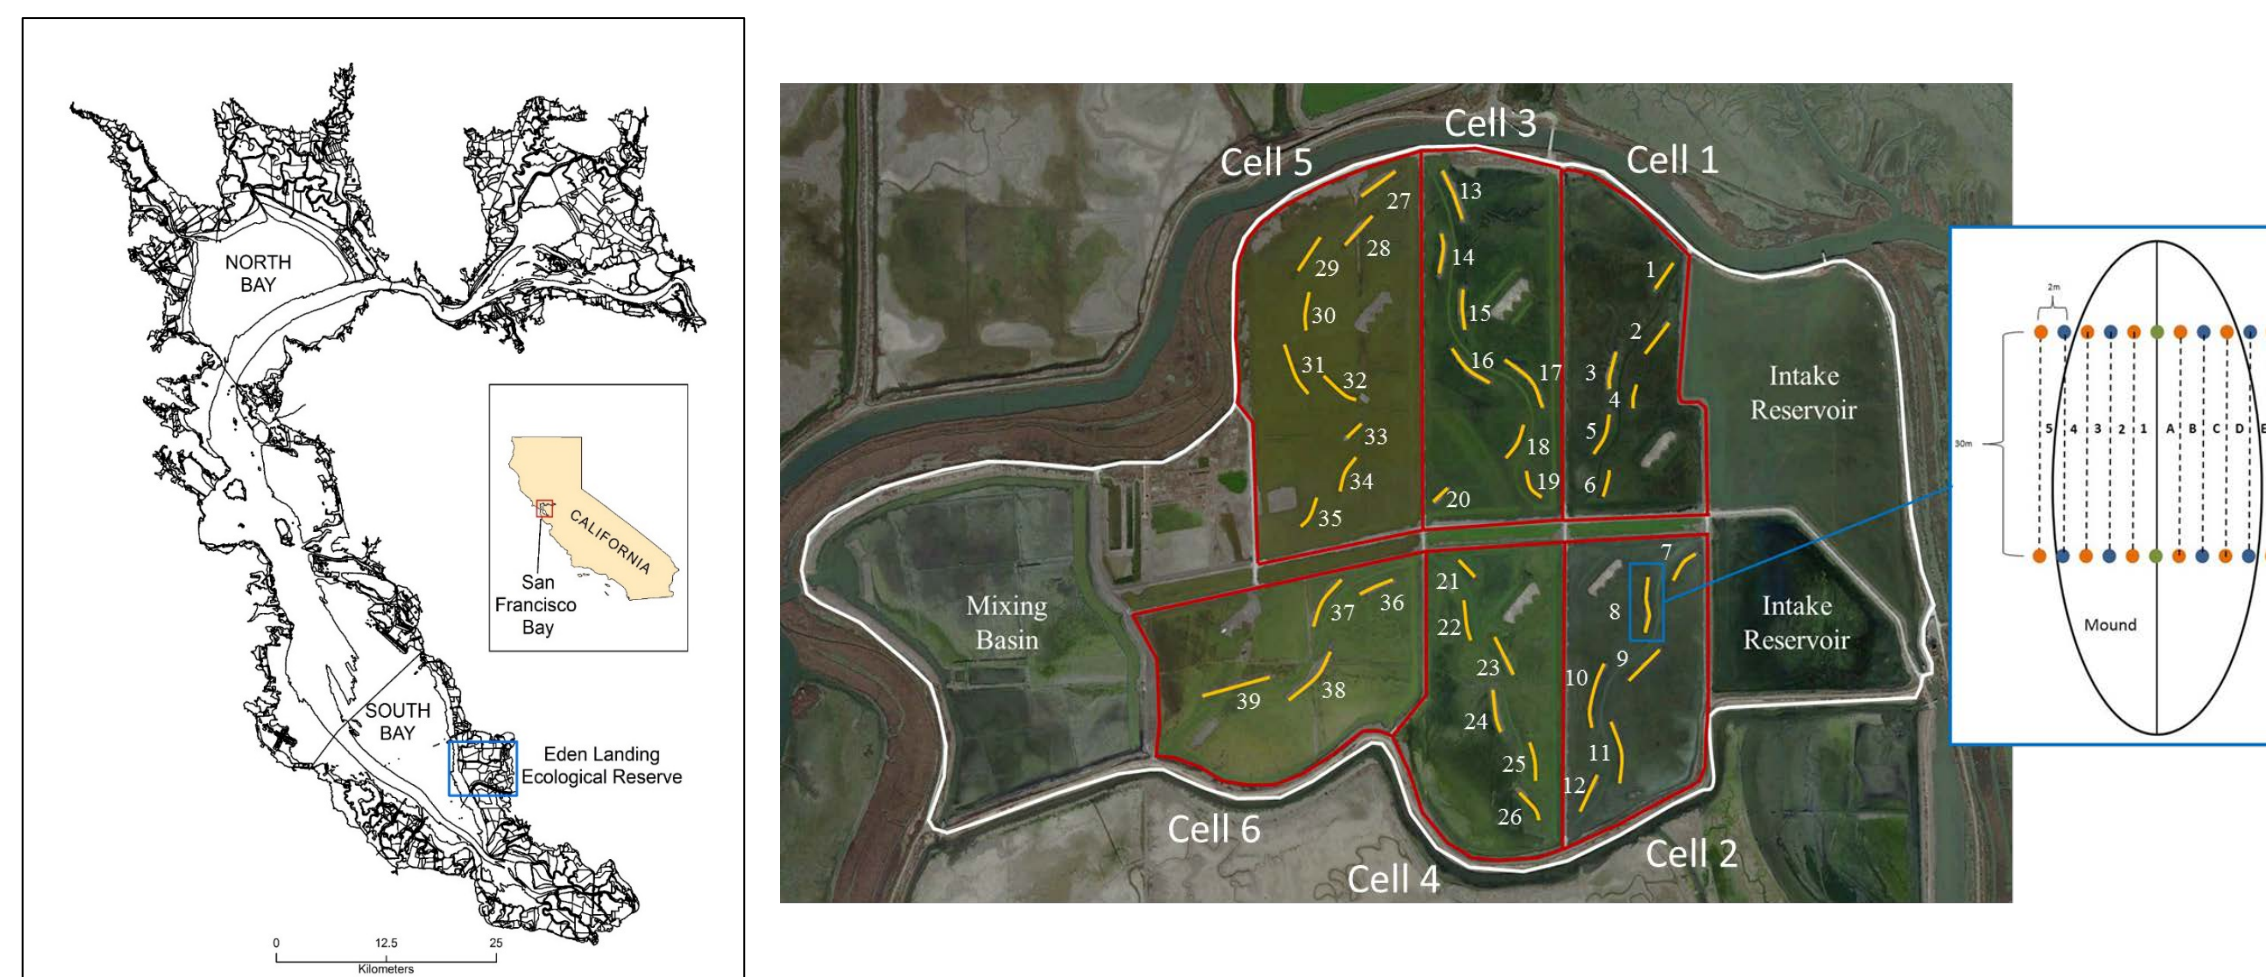 NORTH
BAY
CALIFORNIA
San
Francisco
Bay
SOUTH
BAY
Eden Landing
Ecological Reserve
0 12.5 25
Kilometers
Cell 3
Cell 5
Cell 1
27
13
28
14
1
29
15
2
30
16
17
3
31
32
4
33
18
5
34
19
6
20
35
Intake
Reservoir
21
7
37
36
22
8
Mixing
Basin
Intake
Reservoir
23
9
10
39
38
24
25
11
12
26
Cell 6
Cell 4
Cell 2
2m
30m
5 4 3 2 1 A B C D E
Mound